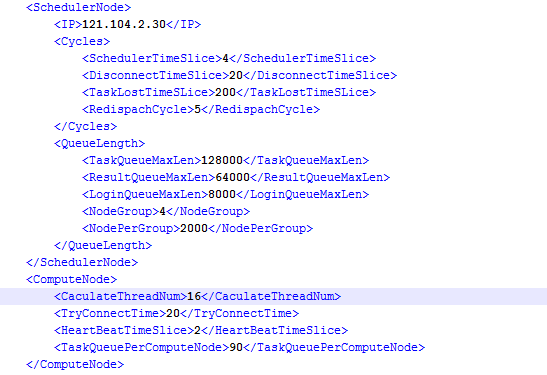 <SchedulerNode>
<IP>121.104.2.30</IP>
<Cycles>
<SchedulerTimeSlice>4</SchedulerTimeSlice>
<DisconnectTimeSlice>20</DisconnectTimeSlice>
<TaskLostTimeSLice>200</TaskLostTimeSLice>
<RedispachCycle>5</RedispachCycle>
</Cycles>
<QueueLength>
<TaskQueueMaxLen>128000</TaskQueueMaxLen>
<ResultQueueMaxLen>64000</ResultQueueMaxLen>
<LoginQueueMaxLen>8000</LoginQueueMaxLen>
<NodeGroup>4</NodeGroup>
<NodePerGroup>2000</NodePerGroup>
</QueueLength>
</SchedulerNode>
<ComputeNode>
<CaculateThreadNum>16</CaculateThreadNum>
<TryConnectTime>20</TryConnectTime>
<HeartBeatTimeSlice>2</HeartBeatTimeSlice>
<TaskQueuePerComputeNode>90</TaskQueuePerComputeNode>
</ComputeNode>